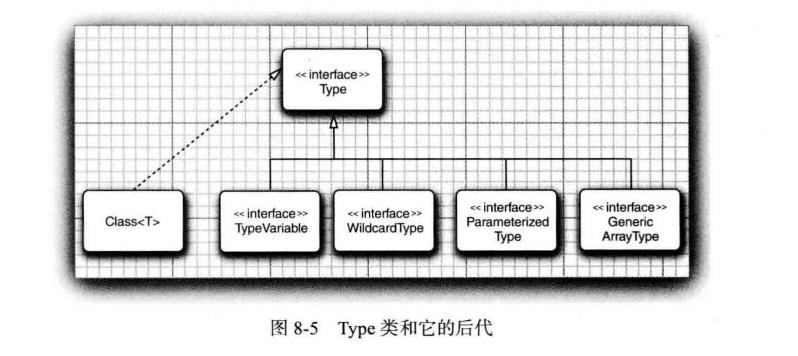 <<interface>>
Type
Class<T>
<<interface>>
TypeVariable
<<interface>>
WildcardType
<<interface>>
Parameterized
Type
<<interface>>
Generic
ArrayType
图 8-5 Type 类和它的后代